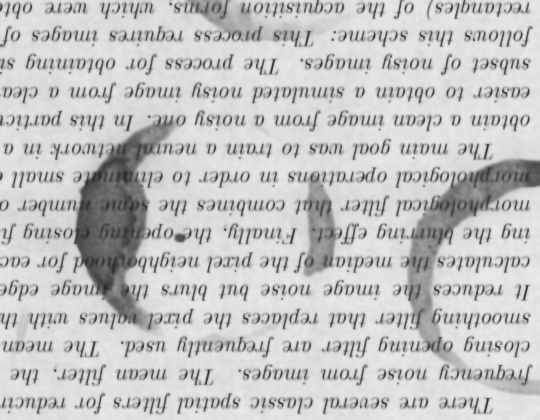 There are several classic spatial filters for reducin
frequency noise from images. The mean filter, the
closing opening filter are frequently used. The mean
smoothing filter that replaces the pixel values with th
It reduces the image noise but blurs the image edge
calculates the median of the pixel neighborhood for eac
ing the blurring effect. Finally, the opening closing fi
morphological filter that combines the same number o
morphological operations in order to eliminate small
The main goal was to train a neural network in a
obtain a clean image from a noisy one. In this particu
easier to obtain a simulated noisy image from a clea
subset of noisy images. The process for obtaining si
follows this scheme: This process requires images of
rectangles) of the acquisition forms, which were obt